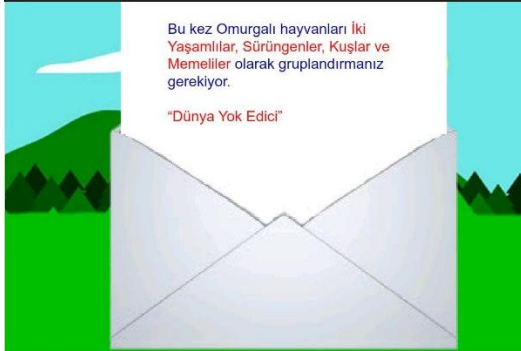 Bu kez Omurgalı hayvanları İki
Yaşamlılar, Sürüngenler, Kuşlar ve
Memeliler olarak gruplandırmanız
gerekiyor.
“Dünya Yok Edici”